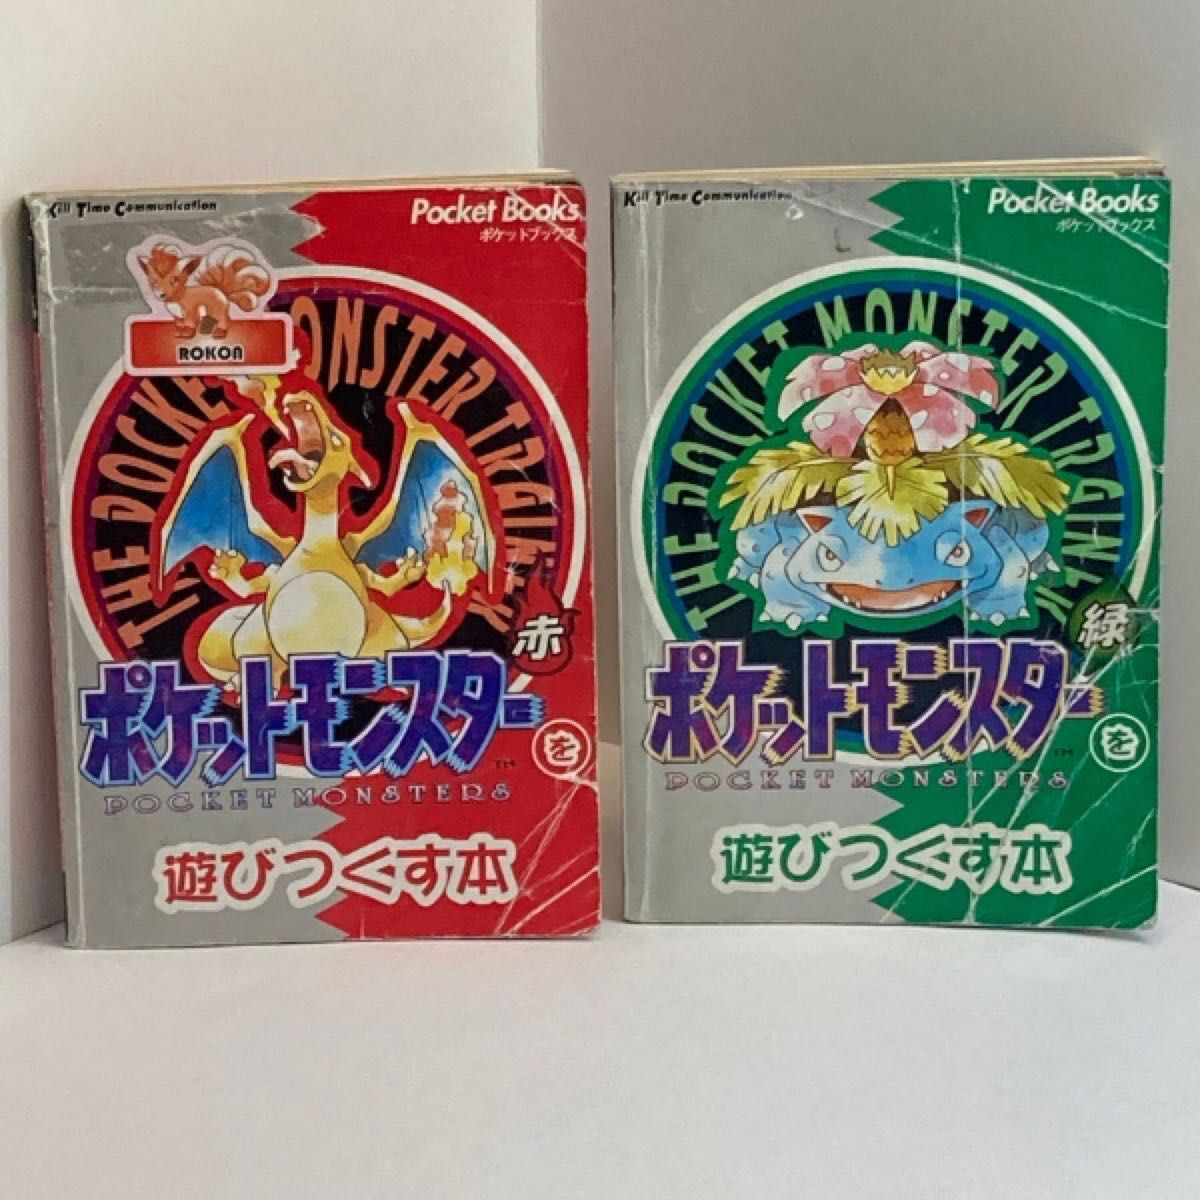 Kill Time Communication
Pocket Books
ポケットブックス
ROKON
THE POCKET MONSTER TRAINER
赤
ポケットモンスターを
TM
POCKET MONSTERS
遊びつくす本
Kill Time Communication
Pocket Books
ポケットブックス
THE POCKET MONSTER TRAINER
緑
ポケットモンスターを
TM
POCKET MONSTERS
遊びつくす本